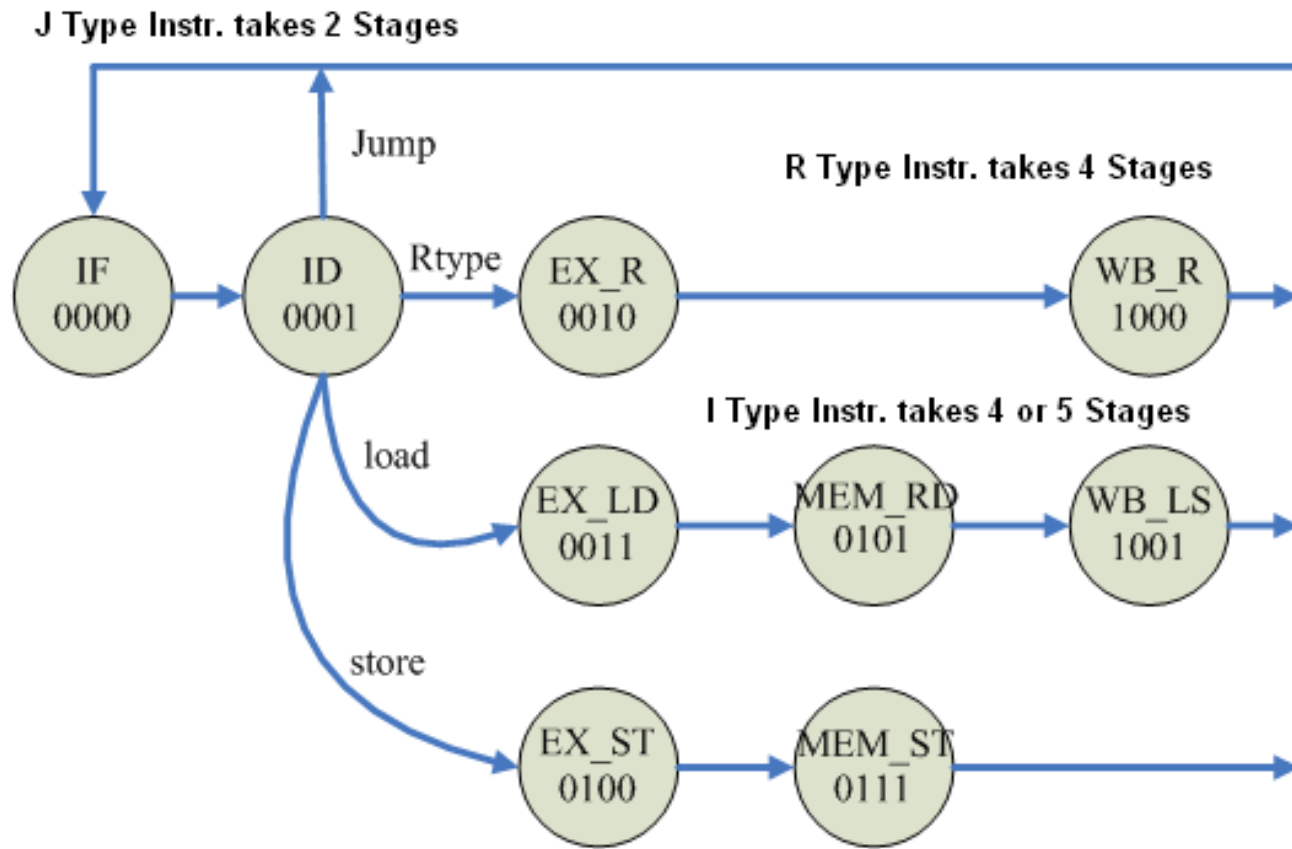 J Type Instr. takes 2 Stages
Jump
R Type Instr. takes 4 Stages
IF
0000
ID
0001
Rtype
EX_R
0010
WB_R
1000
I Type Instr. takes 4 or 5 Stages
load
EX_LD
0011
MEM_RD
0101
WB_LS
1001
store
EX_ST
0100
MEM_ST
0111